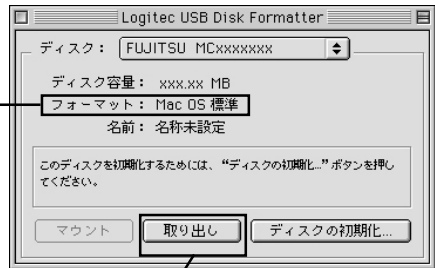 Logitec USB Disk Formatter
ディスク： FUJITSU MCxxxxxxx
ディスク容量： xxx.xx MB
フォーマット： Mac OS 標準
名前： 名称未設定
このディスクを初期化するためには、“ディスクの初期化…”ボタンを押し
てください。
マウント 取り出し ディスクの初期化...